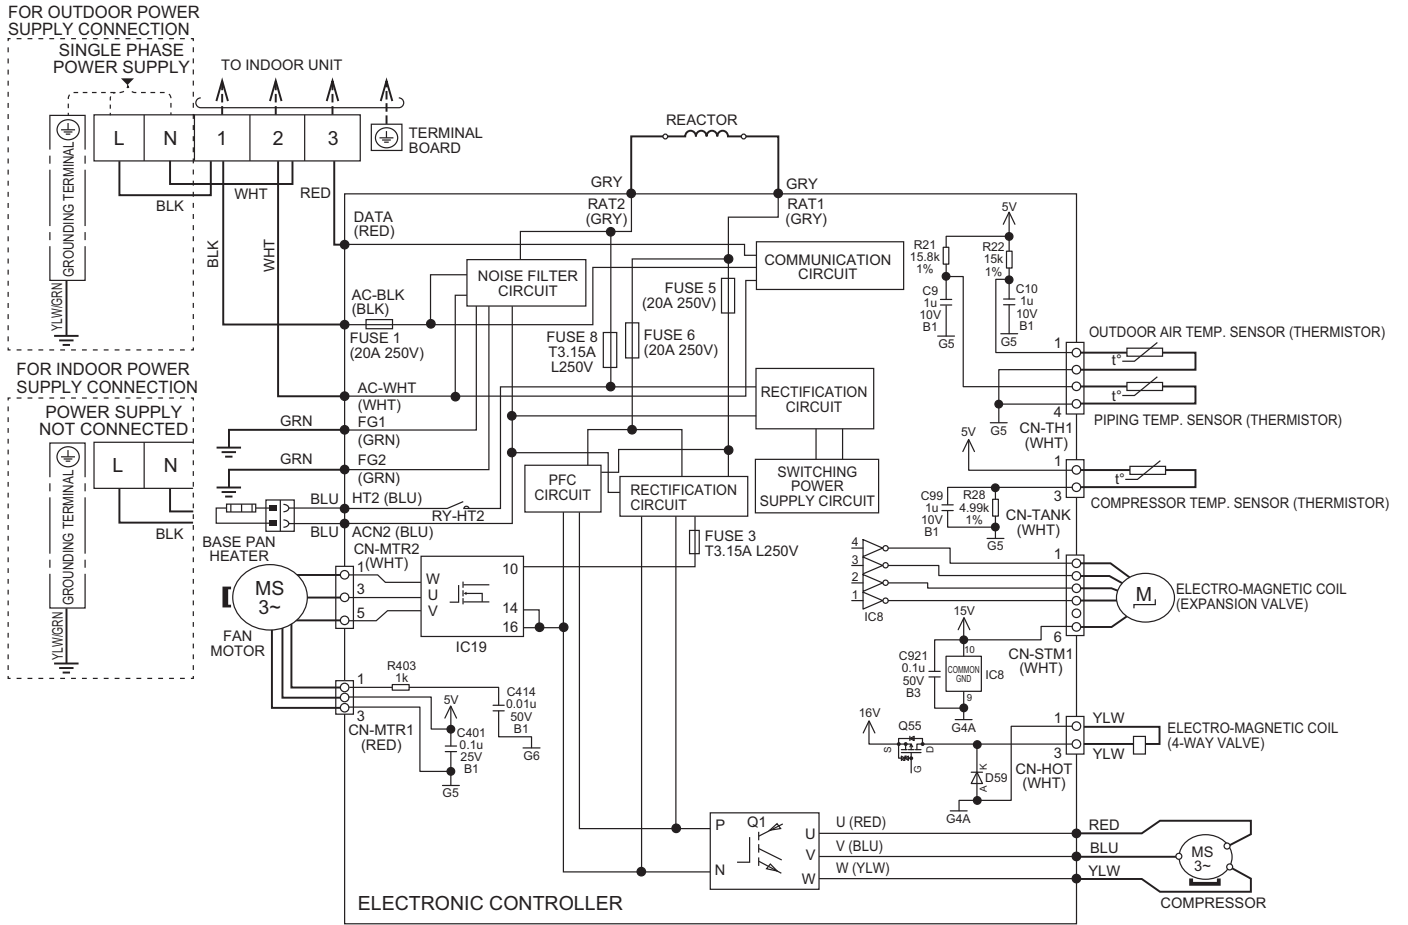 FOR OUTDOOR POWER
SUPPLY CONNECTION
SINGLE PHASE
POWER SUPPLY
TO INDOOR UNIT
GROUNDING TERMINAL
L
N
1
2
3
TERMINAL
BOARD
REACTOR
WHT
RED
BLK
YLW/GRN
BLK
WHT
GRY
GRY
RAT2
(GRY)
RAT1
(GRY)
DATA
(RED)
NOISE FILTER
CIRCUIT
COMMUNICATION
CIRCUIT
AC-BLK
(BLK)
FUSE 1
(20A 250V)
FUSE 5
(20A 250V)
FUSE 8
T3.15A
L250V
FUSE 6
(20A 250V)
5V
R21
15.8k
1%
R22
15k
1%
C9
1u
10V
B1
C10
1u
10V
B1
G5
G5
OUTDOOR AIR TEMP. SENSOR (THERMISTOR)
1
t°
t°
4
G5
CN-TH1
(WHT)
PIPING TEMP. SENSOR (THERMISTOR)
FOR INDOOR POWER
SUPPLY CONNECTION
POWER SUPPLY
NOT CONNECTED
GROUNDING TERMINAL
L
N
BLK
YLW/GRN
AC-WHT
(WHT)
GRN
FG1
(GRN)
GRN
FG2
(GRN)
RECTIFICATION
CIRCUIT
PFC
CIRCUIT
RECTIFICATION
CIRCUIT
SWITCHING
POWER
SUPPLY CIRCUIT
5V
1
t°
3
C99
1u
10V
B1
R28
4.99k
1%
G5
CN-TANK
(WHT)
COMPRESSOR TEMP. SENSOR (THERMISTOR)
BLU
HT2 (BLU)
RY-HT2
BLU
ACN2 (BLU)
BASE PAN
HEATER
FUSE 3
T3.15A L250V
CN-MTR2
(WHT)
1
3
5
W
U
V
10
14
16
IC19
MS
3~
FAN
MOTOR
4
3
2
1
IC8
1
6
M
ELECTRO-MAGNETIC COIL
(EXPANSION VALVE)
CN-STM1
(WHT)
15V
C921
0.1u
50V
B3
10
COMMON
GND
9
IC8
G4A
1
3
CN-MTR1
(RED)
R403
1k
5V
C401
0.1u
25V
B1
G5
C414
0.01u
50V
B1
G6
16V
Q55
S
D
G
K
D59
A
G4A
1
YLW
3
YLW
ELECTRO-MAGNETIC COIL
(4-WAY VALVE)
CN-HOT
(WHT)
P
N
Q1
U
V
W
U (RED)
V (BLU)
W (YLW)
RED
BLU
YLW
MS
3~
COMPRESSOR
ELECTRONIC CONTROLLER